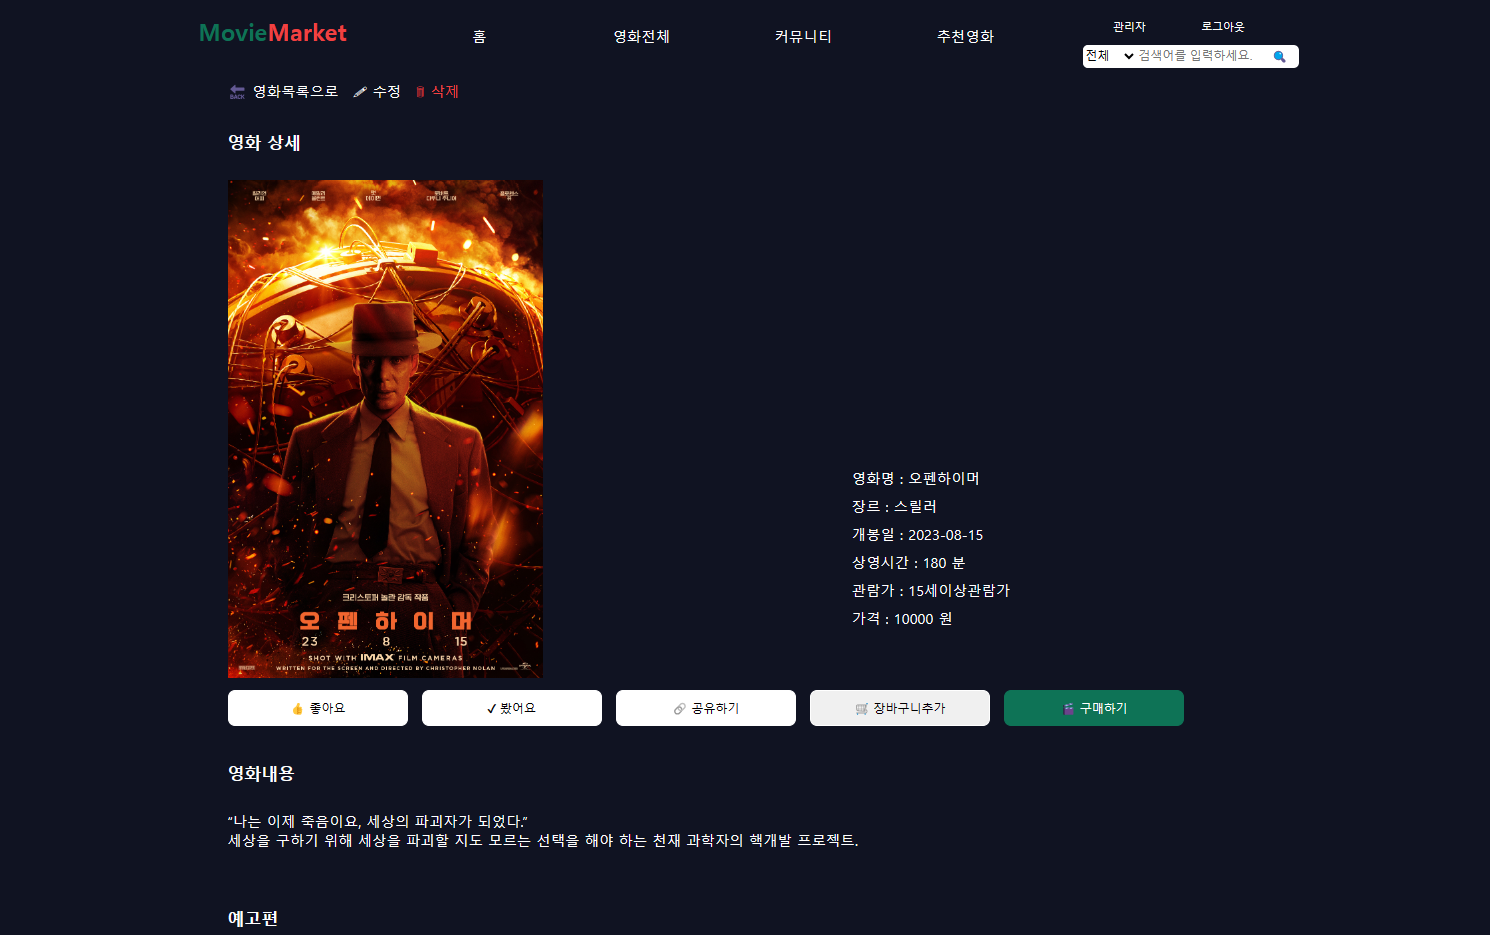 MovieMarket
홈
영화전체
커뮤니티
추천영화
관리자
로그아웃
전체
검색어를 입력하세요.
BACK
영화목록으로
수정
삭제
영화 상세
크리스토퍼 놀란 감독 작품
오펜하이머
23 8 15
SHOT WITH IMAX FILM CAMERAS
WRITTEN FOR THE SCREEN AND DIRECTED BY CHRISTOPHER NOLAN
영화명 : 오펜하이머
장르 : 스릴러
개봉일 : 2023-08-15
상영시간 : 180 분
관람가 : 15세이상관람가
가격 : 10000 원
좋아요
봤어요
공유하기
장바구니추가
구매하기
영화내용
“나는 이제 죽음이요, 세상의 파괴자가 되었다.”
세상을 구하기 위해 세상을 파괴할 지도 모르는 선택을 해야 하는 천재 과학자의 핵개발 프로젝트.
예고편